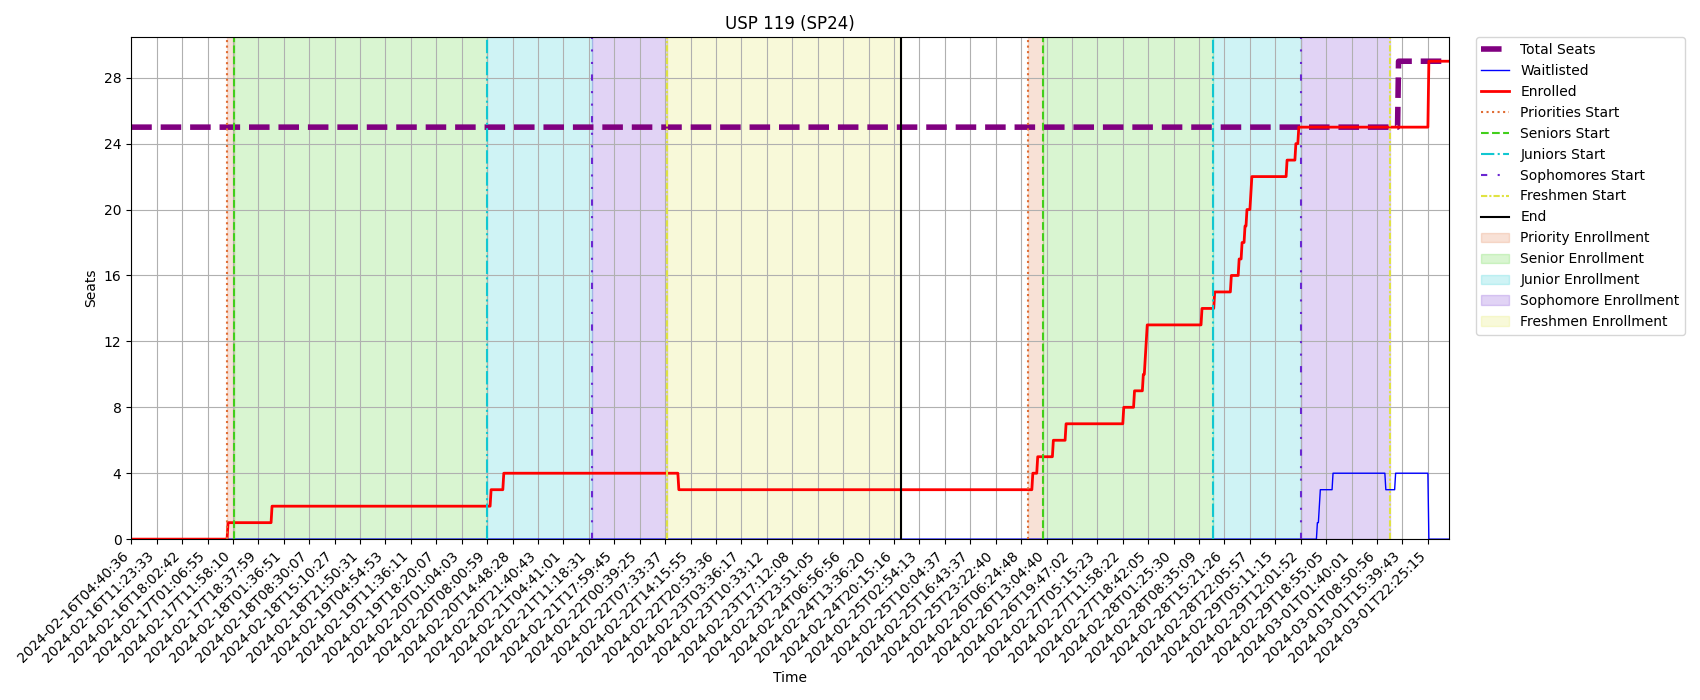 USP 119 (SP24)
Total Seats
Waitlisted
Enrolled
Priorities Start
Seniors Start
Juniors Start
Sophomores Start
Freshmen Start
End
Priority Enrollment
Senior Enrollment
Junior Enrollment
Sophomore Enrollment
Freshmen Enrollment
Seats
28
24
20
16
12
8
4
0
2024-02-16T04:40:36
2024-02-16T11:23:33
2024-02-16T18:02:42
2024-02-17T01:06:55
2024-02-17T11:58:10
2024-02-17T18:37:59
2024-02-18T01:36:51
2024-02-18T08:30:07
2024-02-18T15:10:27
2024-02-18T21:50:31
2024-02-19T04:54:53
2024-02-19T11:36:11
2024-02-19T18:20:07
2024-02-20T01:04:03
2024-02-20T08:00:59
2024-02-20T14:48:28
2024-02-20T21:40:43
2024-02-21T04:41:01
2024-02-21T11:18:31
2024-02-21T17:59:45
2024-02-22T00:39:25
2024-02-22T07:33:37
2024-02-22T14:15:55
2024-02-22T20:53:36
2024-02-23T03:36:17
2024-02-23T10:33:12
2024-02-23T17:12:08
2024-02-23T23:51:05
2024-02-24T06:56:56
2024-02-24T13:36:20
2024-02-24T20:15:16
2024-02-25T02:54:13
2024-02-25T10:04:37
2024-02-25T16:43:37
2024-02-25T23:22:40
2024-02-26T06:24:48
2024-02-26T13:04:40
2024-02-26T19:47:02
2024-02-27T05:15:23
2024-02-27T11:58:22
2024-02-27T18:42:05
2024-02-28T01:25:30
2024-02-28T08:35:09
2024-02-28T15:21:26
2024-02-28T22:05:57
2024-02-29T05:11:15
2024-02-29T12:01:52
2024-02-29T18:55:05
2024-03-01T01:40:01
2024-03-01T08:50:56
2024-03-01T15:39:43
2024-03-01T22:25:15
Time